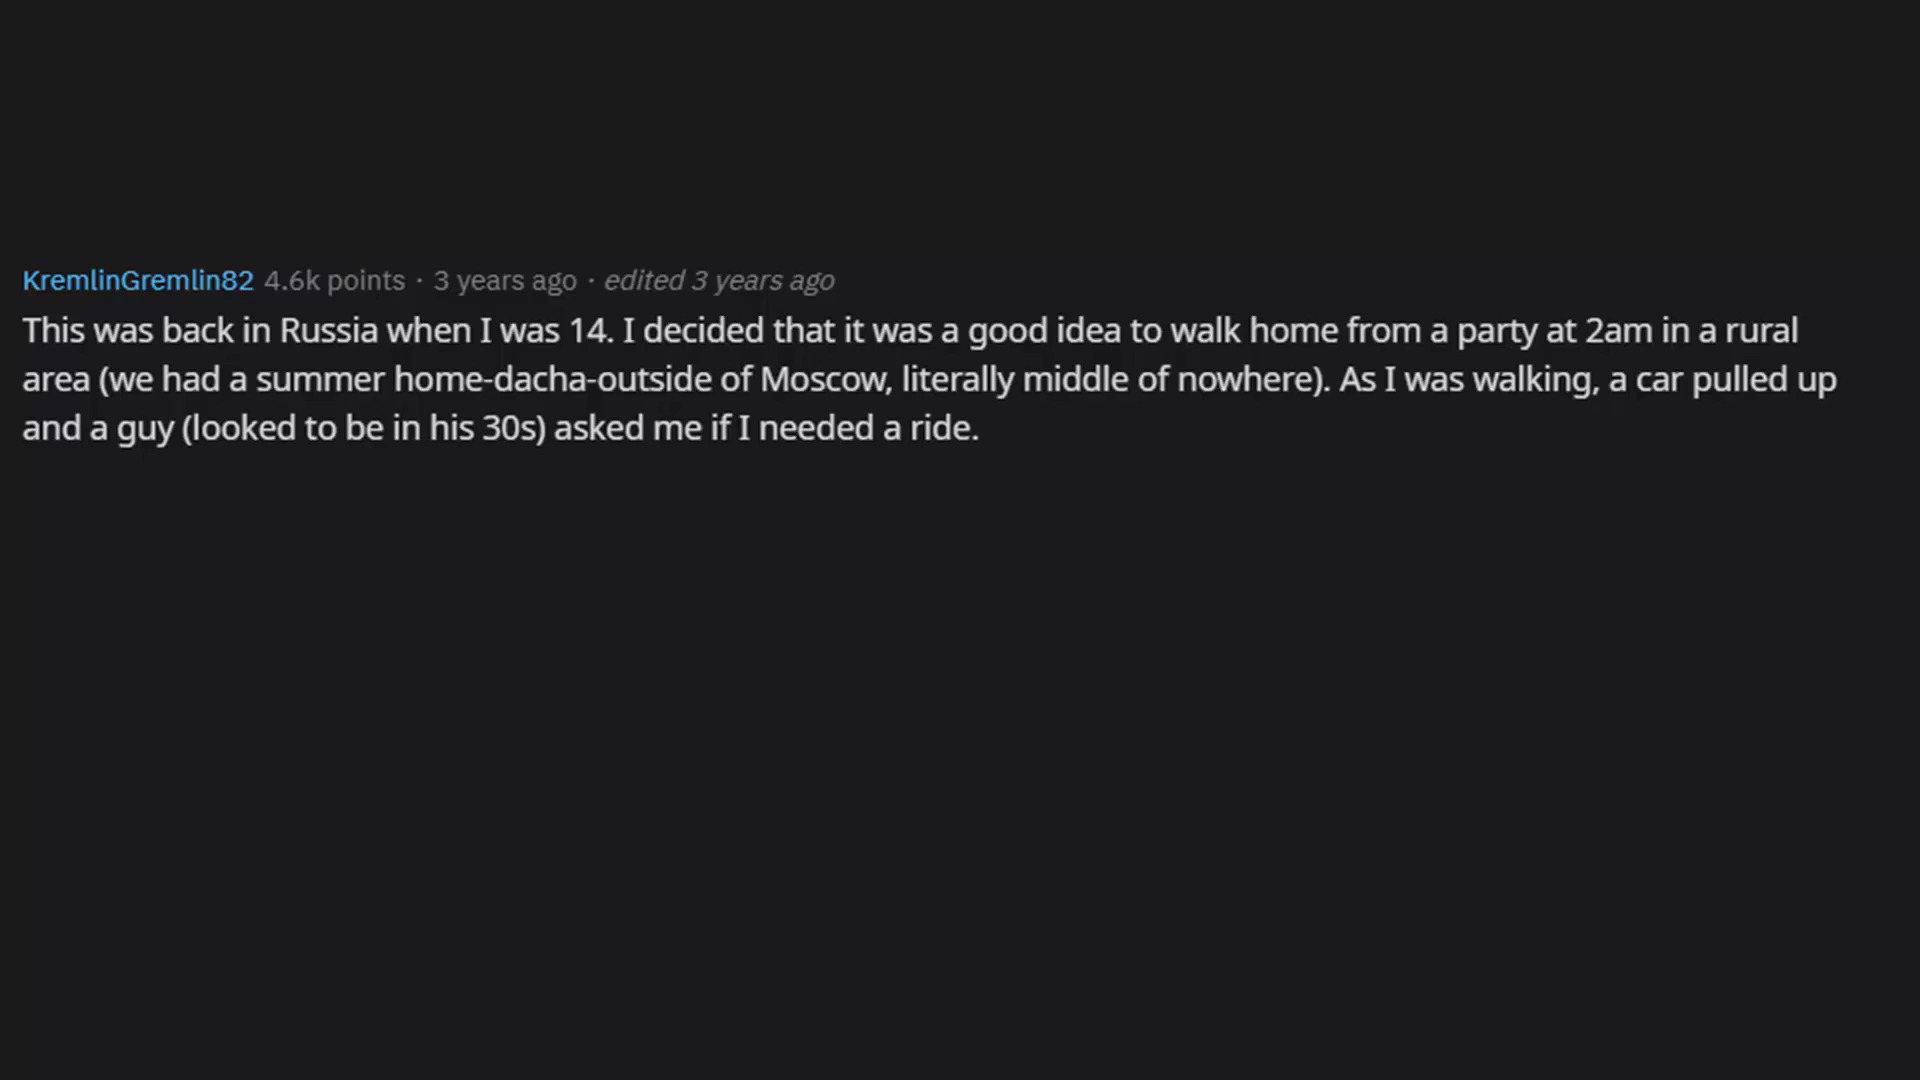 KremlinGremlin82 4.6k points · 3 years ago · edited 3 years ago
This was back in Russia when I was 14. I decided that it was a good idea to walk home from a party at 2am in a rural
area (we had a summer home-dacha-outside of Moscow, literally middle of nowhere). As I was walking, a car pulled up
and a guy (looked to be in his 30s) asked me if I needed a ride.